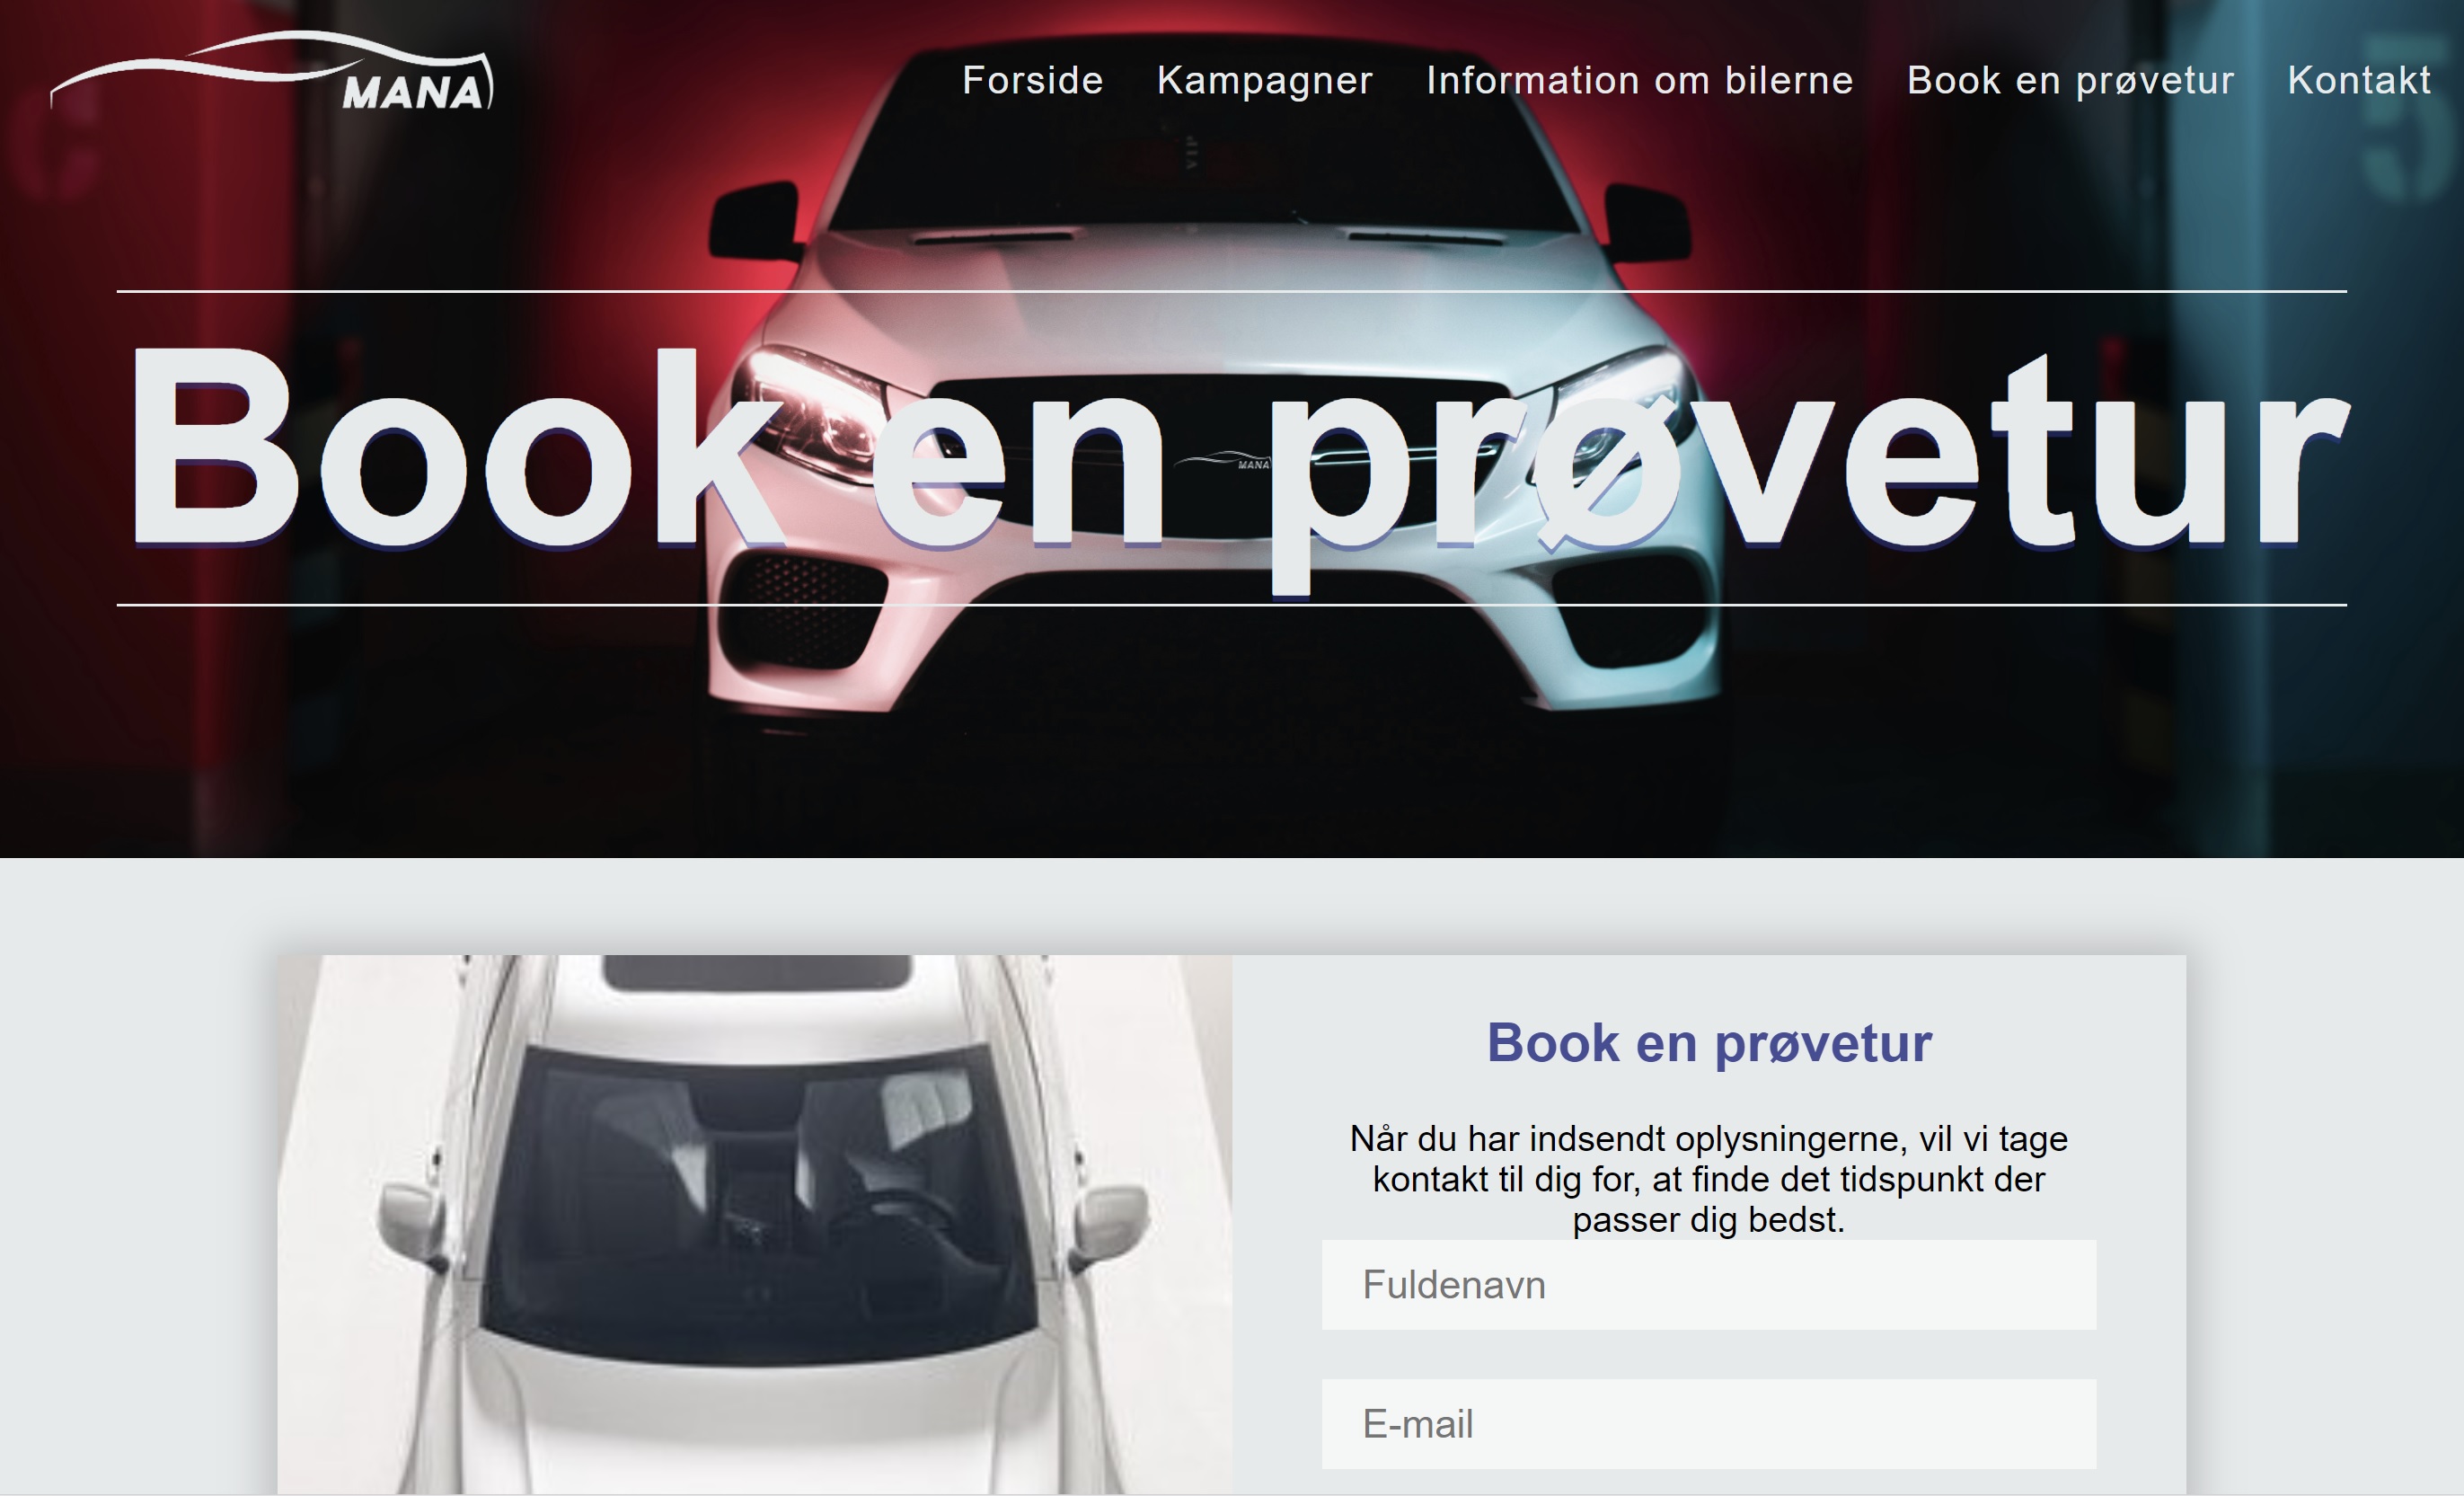 MANA
Forside Kampagner Information om bilerne Book en prøvetur Kontakt
5
VIP
Book en prøvetur
MANA
Book en prøvetur
Når du har indsendt oplysningerne, vil vi tage
kontakt til dig for, at finde det tidspunkt der
passer dig bedst.
Fuldenavn
E-mail